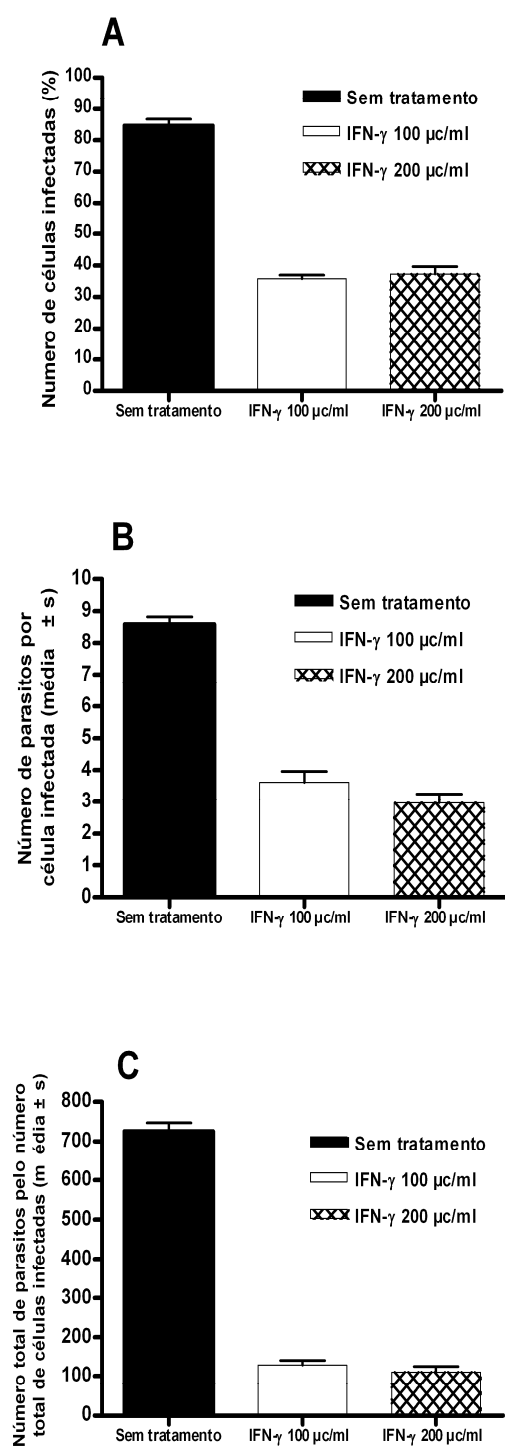 A
Numero de células infectadas (%)
100
90
80
70
60
50
40
30
20
10
0
Sem tratamento
IFN-γ 100 µc/ml
IFN-γ 200 µc/ml
Sem tratamento
IFN-γ 100 µc/ml
IFN-γ 200 µc/ml
B
Número de parasitos por
célula infectada (média ± s)
10
9
8
7
6
5
4
3
2
1
0
Sem tratamento
IFN-γ 100 µc/ml
IFN-γ 200 µc/ml
Sem tratamento
IFN-γ 100 µc/ml
IFN-γ 200 µc/ml
C
Número total de parasitos pelo número
total de células infectadas (m édia ± s)
800
700
600
500
400
300
200
100
0
Sem tratamento
IFN-γ 100 µc/ml
IFN-γ 200 µc/ml
Sem tratamento
IFN-γ 100 µc/ml
IFN-γ 200 µc/ml